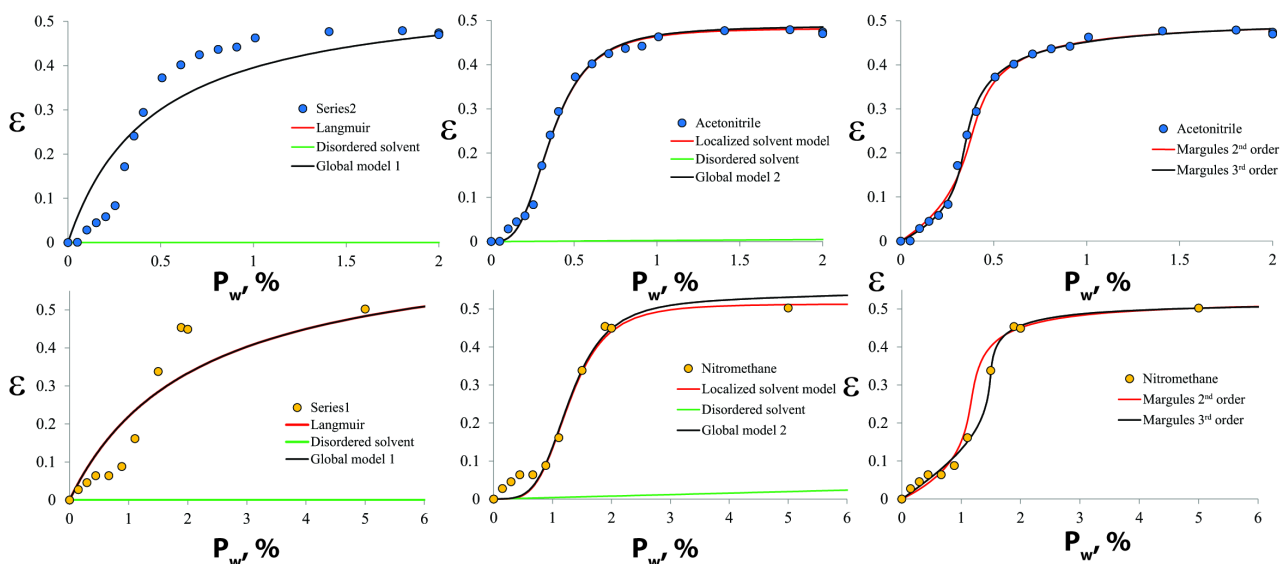 0.5
0.4
0.3
0.2
0.1
0
ε
Series2
Langmuir
Disordered solvent
Global model 1
0
0.5
1
1.5
2
Pw, %
0.5
0.4
0.3
0.2
0.1
0
ε
Acetonitrile
Localized solvent model
Disordered solvent
Global model 2
0
0.5
1
1.5
2
Pw, %
0.5
0.4
0.3
0.2
0.1
0
ε
Acetonitrile
Margules 2nd order
Margules 3rd order
0
0.5
1
1.5
2
Pw, %
0.5
0.4
0.3
0.2
0.1
0
ε
Series1
Langmuir
Disordered solvent
Global model 1
0
1
2
3
4
5
6
Pw, %
0.5
0.4
0.3
0.2
0.1
0
ε
Nitromethane
Localized solvent model
Disordered solvent
Global model 2
0
1
2
3
4
5
6
Pw, %
ε
0.5
0.4
0.3
0.2
0.1
0
ε
Nitromethane
Margules 2nd order
Margules 3rd order
0
1
2
3
4
5
6
Pw, %